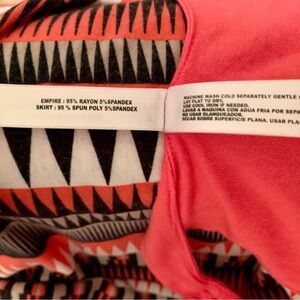 EMPIRE : 95% RAYON 5%SPANDEX
SKIRT : 95 % SPUN POLY 5%SPANDEX
MACHINE WASH COLD SEPARATELY GENTLE
LAY FLAT TO DRY.
USE COOL IRON IF NEEDED.
LAVAR A MAQUINA CON AGUA FRIA POR SEPA
NO USAR BLANQUEADOR.
SECAR SOBRE SUPERFICIE PLANA. USAR PLA